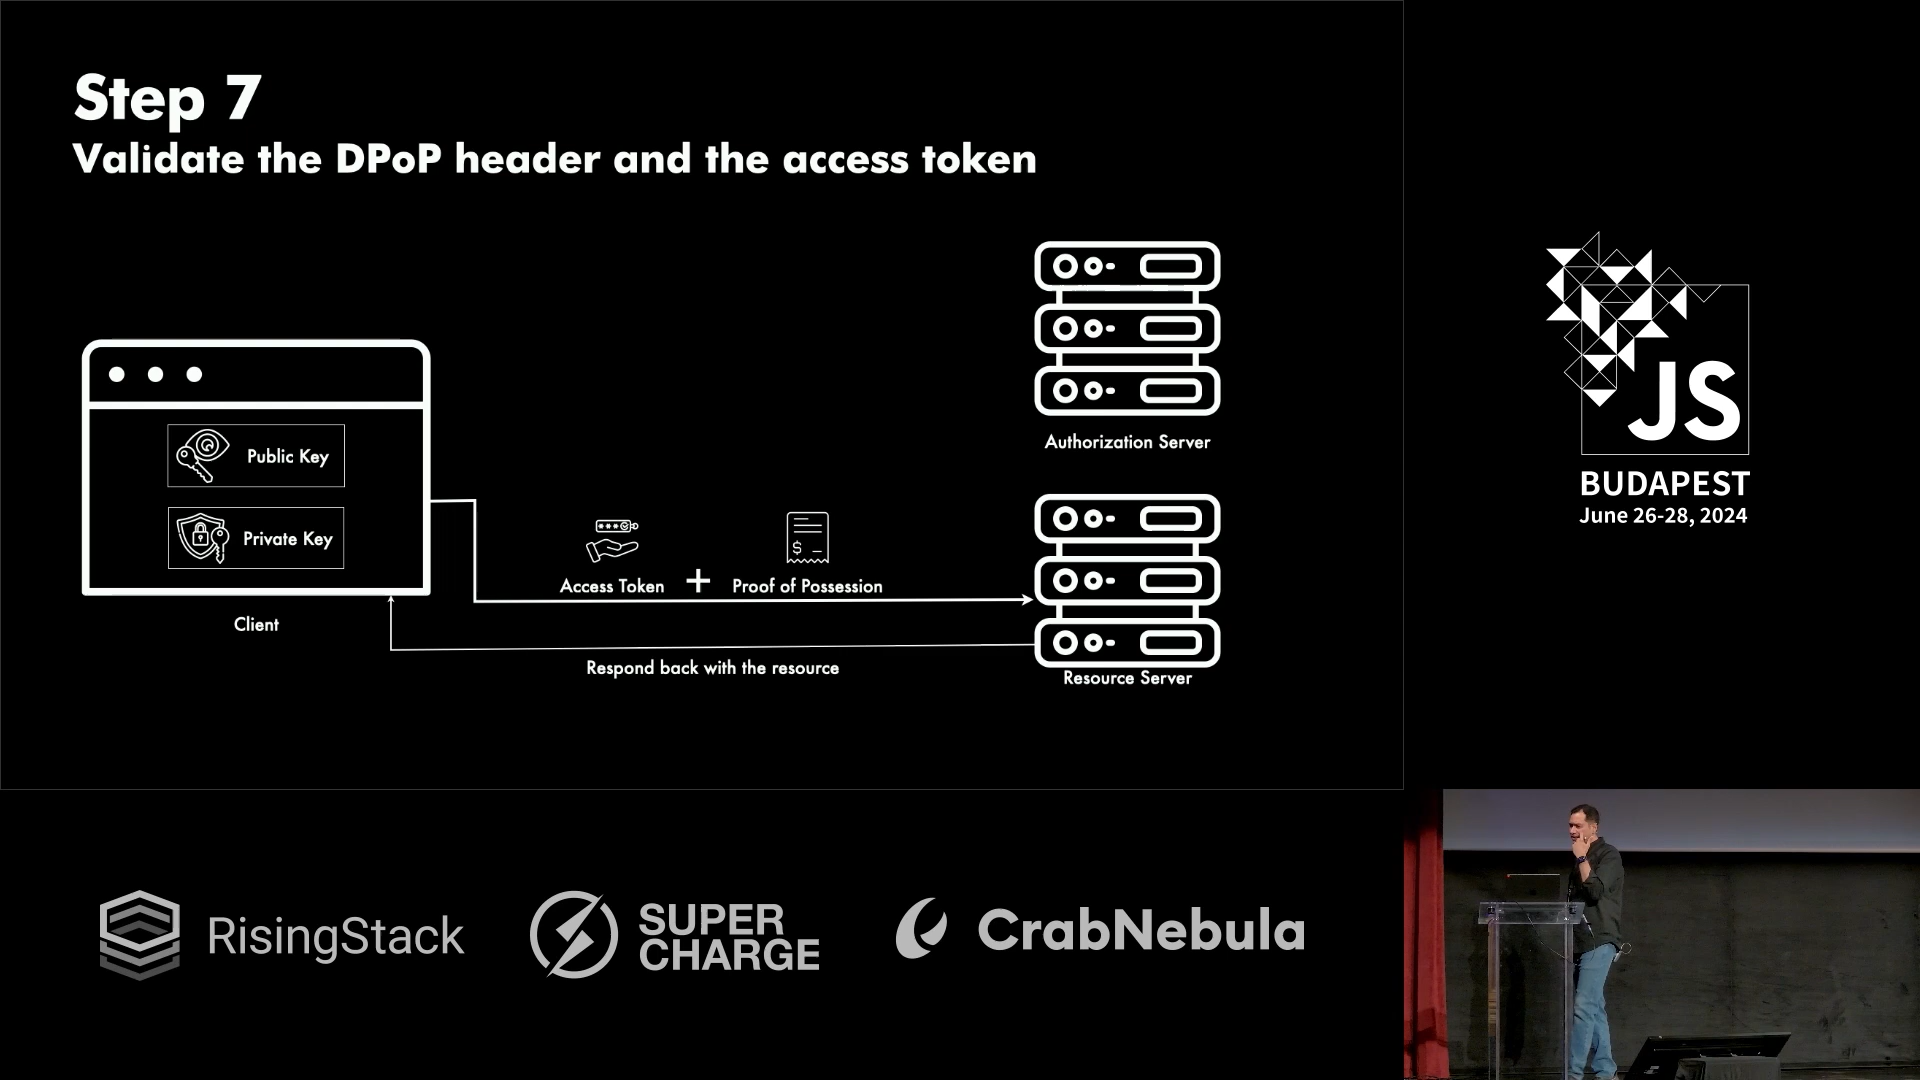 Step 7
Validate the DPoP header and the access token
Public Key
Private Key
Client
Access Token + Proof of Possession
Respond back with the resource
Authorization Server
Resource Server
JS
BUDAPEST
June 26-28, 2024
RisingStack
SUPER
CHARGE
CrabNebula